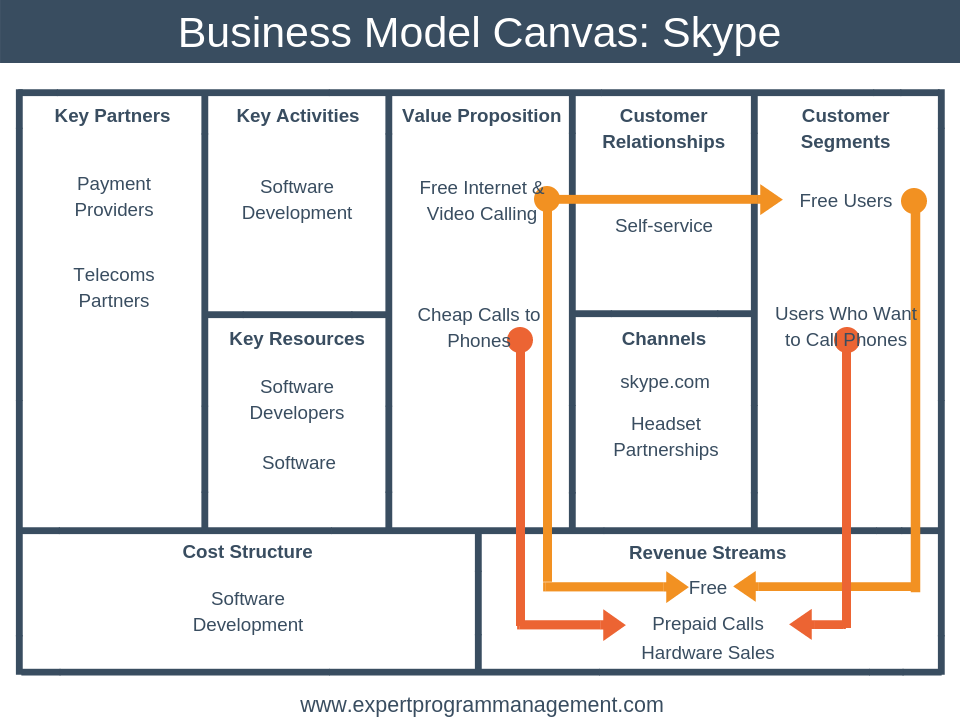 Business Model Canvas: Skype
Key Partners
Payment
Providers
Telecoms
Partners
Key Activities
Software
Development
Key Resources
Software
Developers
Software
Value Proposition
Free Internet &
Video Calling
Cheap Calls to
Phones
Customer
Relationships
Self-service
Channels
skype.com
Headset
Partnerships
Customer
Segments
Free Users
Users Who Want
to Call Phones
Cost Structure
Software
Development
Revenue Streams
Free
Prepaid Calls
Hardware Sales
www.expertprogrammanagement.com